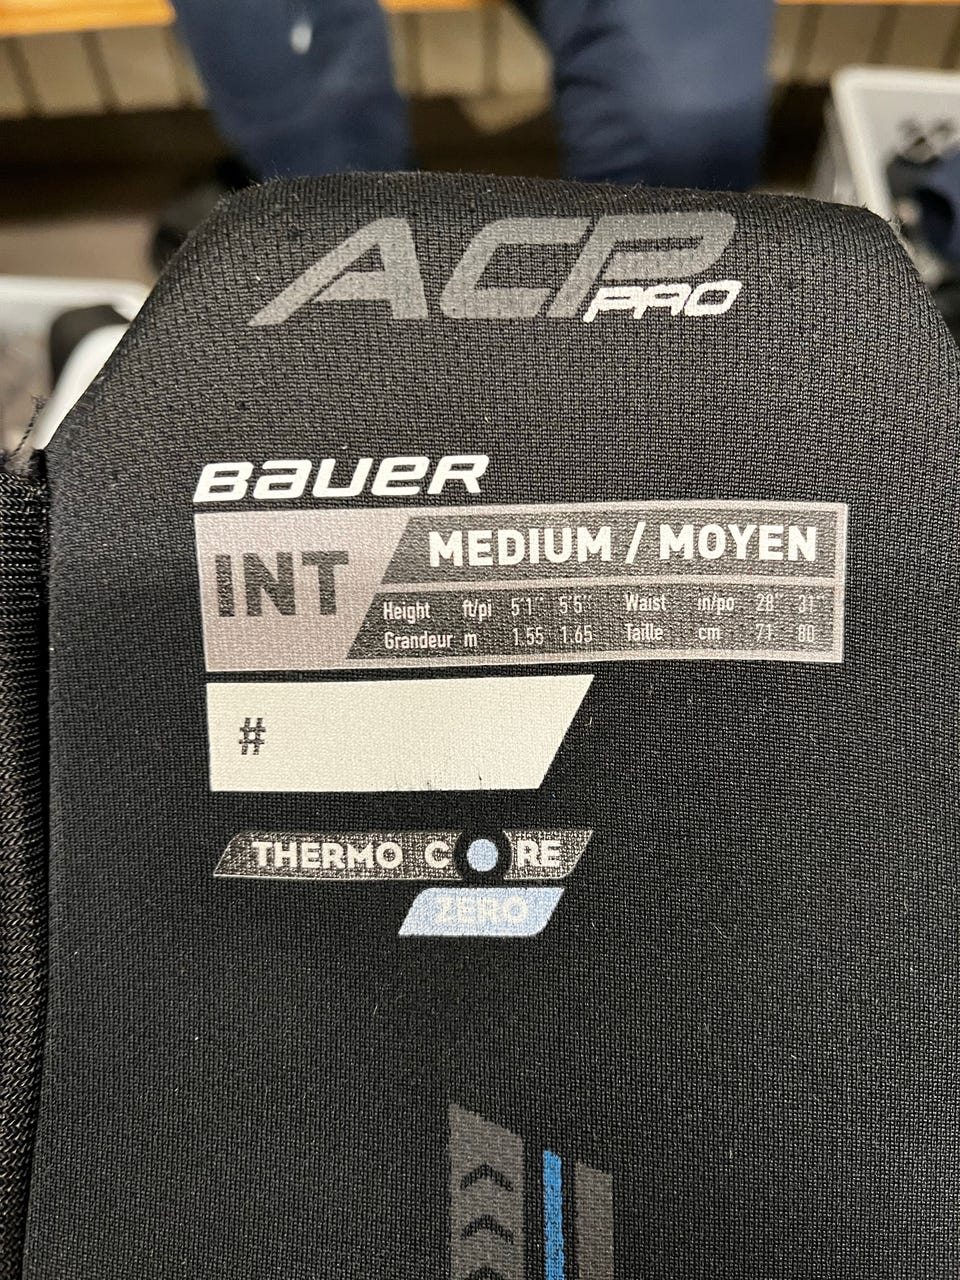 ACP PRO
BAUER
INT
MEDIUM / MOYEN
Height ft/pi 5'1" 5'5" Waist in/po 28" 31"
Grandeur m 1.55 1.65 Taille cm 71 80
#
THERMO CORE
ZERO